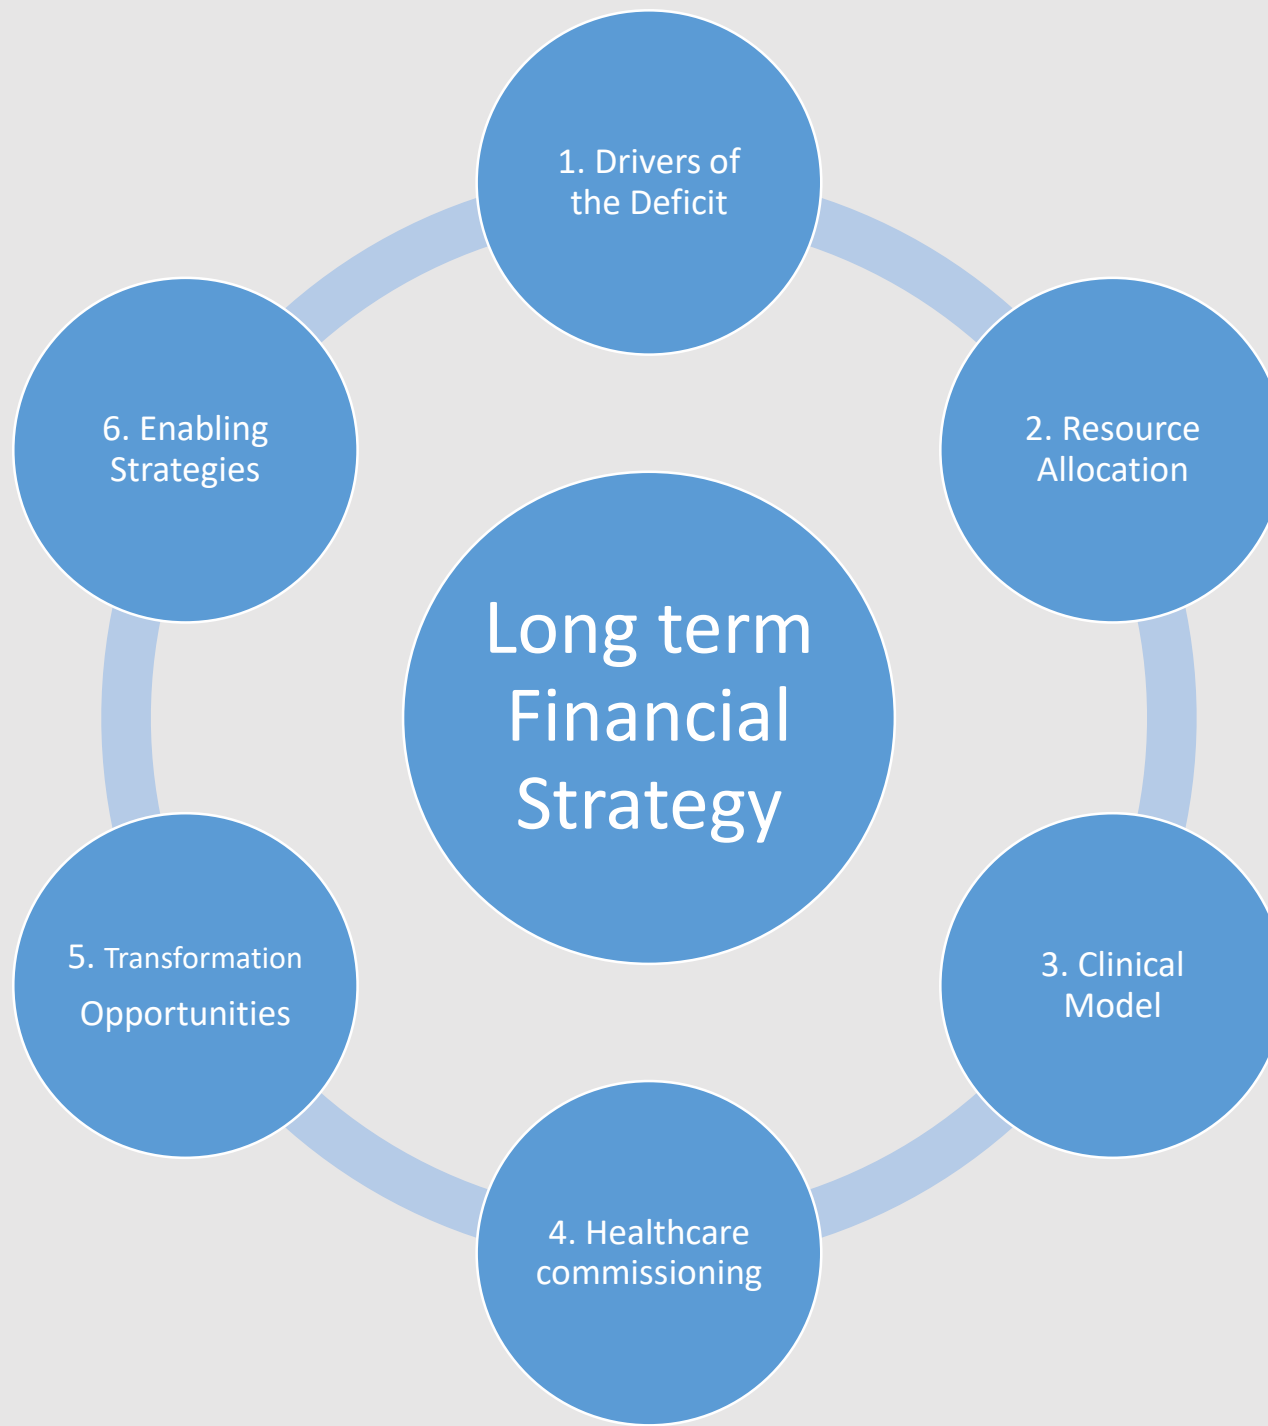 1. Drivers of
the Deficit
2. Resource
Allocation
3. Clinical
Model
4. Healthcare
commissioning
5. Transformation
Opportunities
6. Enabling
Strategies
Long term
Financial
Strategy